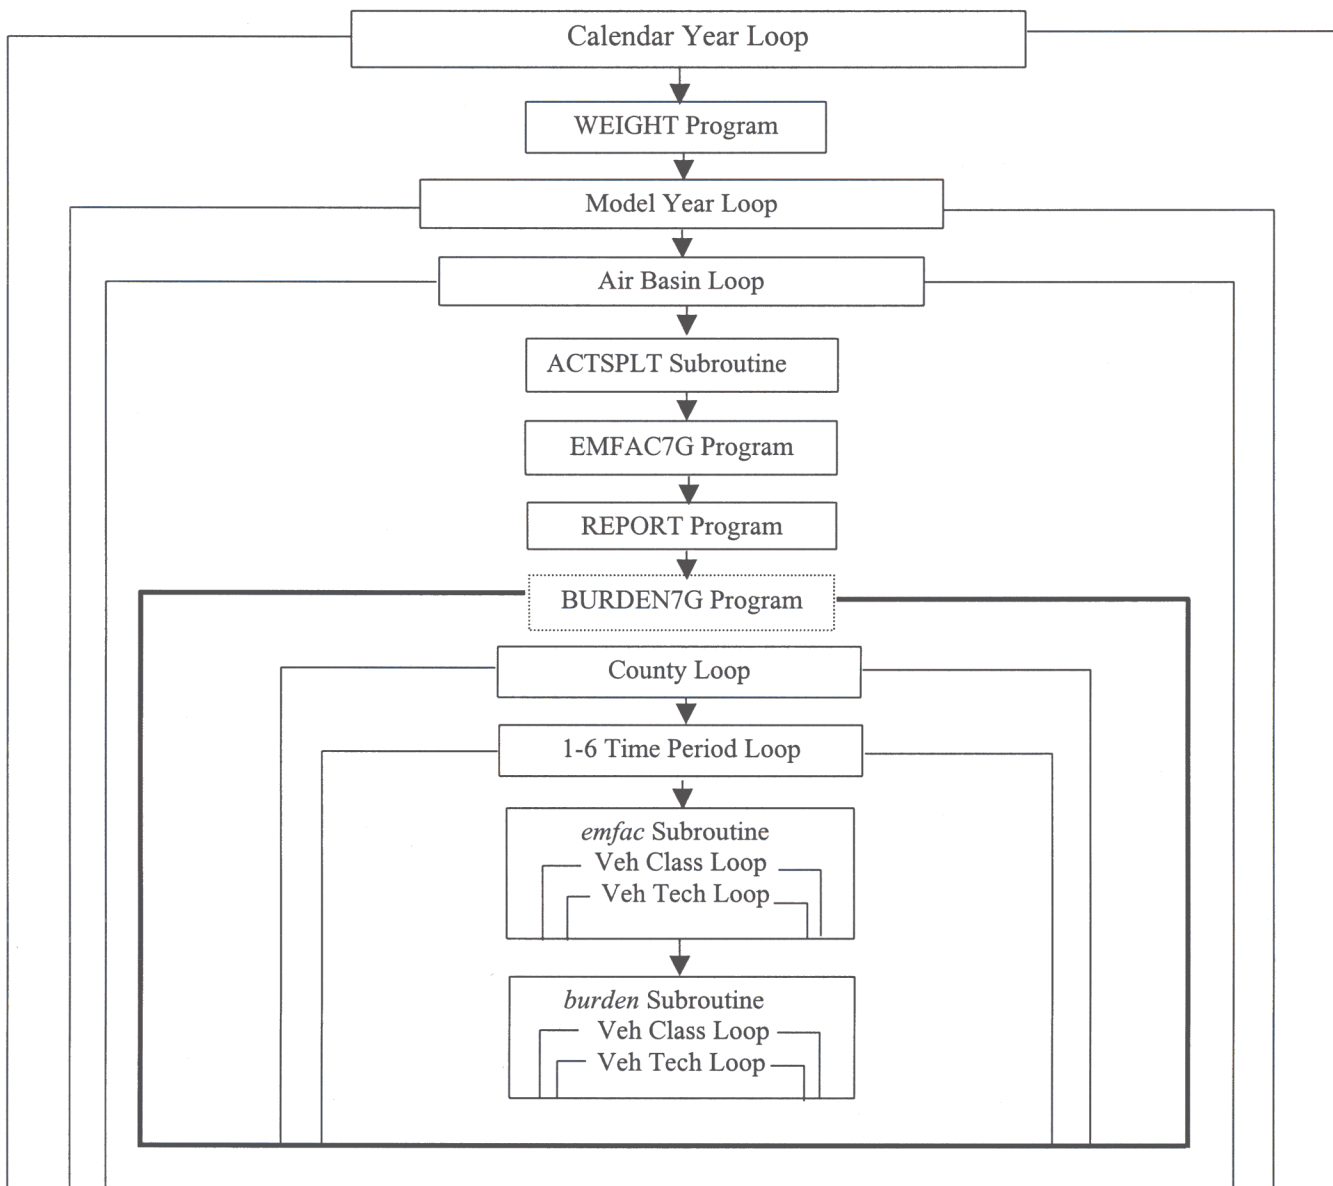 Calendar Year Loop
WEIGHT Program
Model Year Loop
Air Basin Loop
ACTSPLT Subroutine
EMFAC7G Program
REPORT Program
BURDEN7G Program
County Loop
1-6 Time Period Loop
emfac Subroutine
Veh Class Loop
Veh Tech Loop
burden Subroutine
Veh Class Loop
Veh Tech Loop